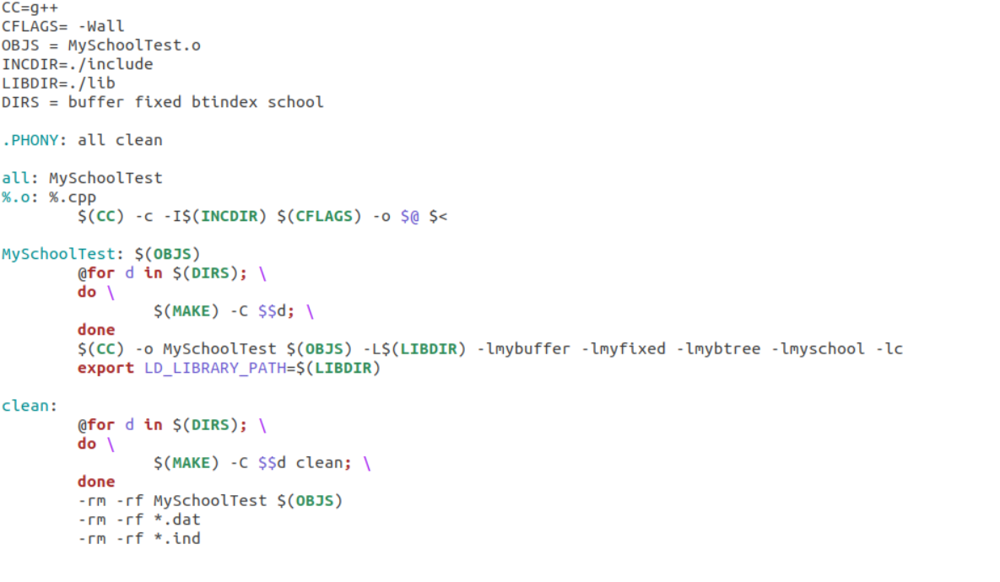 CC=g++
CFLAGS= -Wall
OBJS = MySchoolTest.o
INCDIR=./include
LIBDIR=./lib
DIRS = buffer fixed btindex school

.PHONY: all clean

all: MySchoolTest
%.o: %.cpp
	$(CC) -c -I$(INCDIR) $(CFLAGS) -o $@ $<

MySchoolTest: $(OBJS)
	@for d in $(DIRS); \
	do \
		$(MAKE) -C $$d; \
	done
	$(CC) -o MySchoolTest $(OBJS) -L$(LIBDIR) -lmybuffer -lmyfixed -lmybtree -lmyschool -lc
	export LD_LIBRARY_PATH=$(LIBDIR)

clean:
	@for d in $(DIRS); \
	do \
		$(MAKE) -C $$d clean; \
	done
	-rm -rf MySchoolTest $(OBJS)
	-rm -rf *.dat
	-rm -rf *.ind